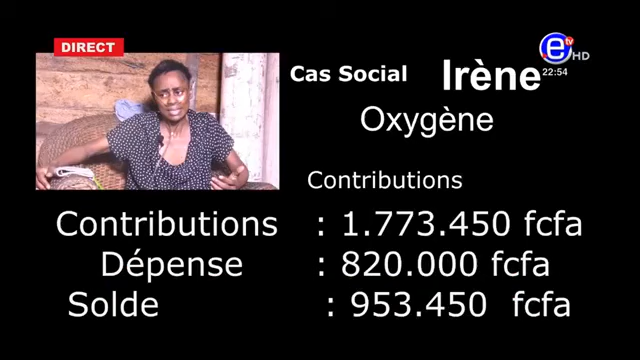 DIRECT
Cas Social Irène
Oxygène
e tv HD
22:54
Contributions
Contributions : 1.773.450 fcfa
Dépense : 820.000 fcfa
Solde : 953.450 fcfa